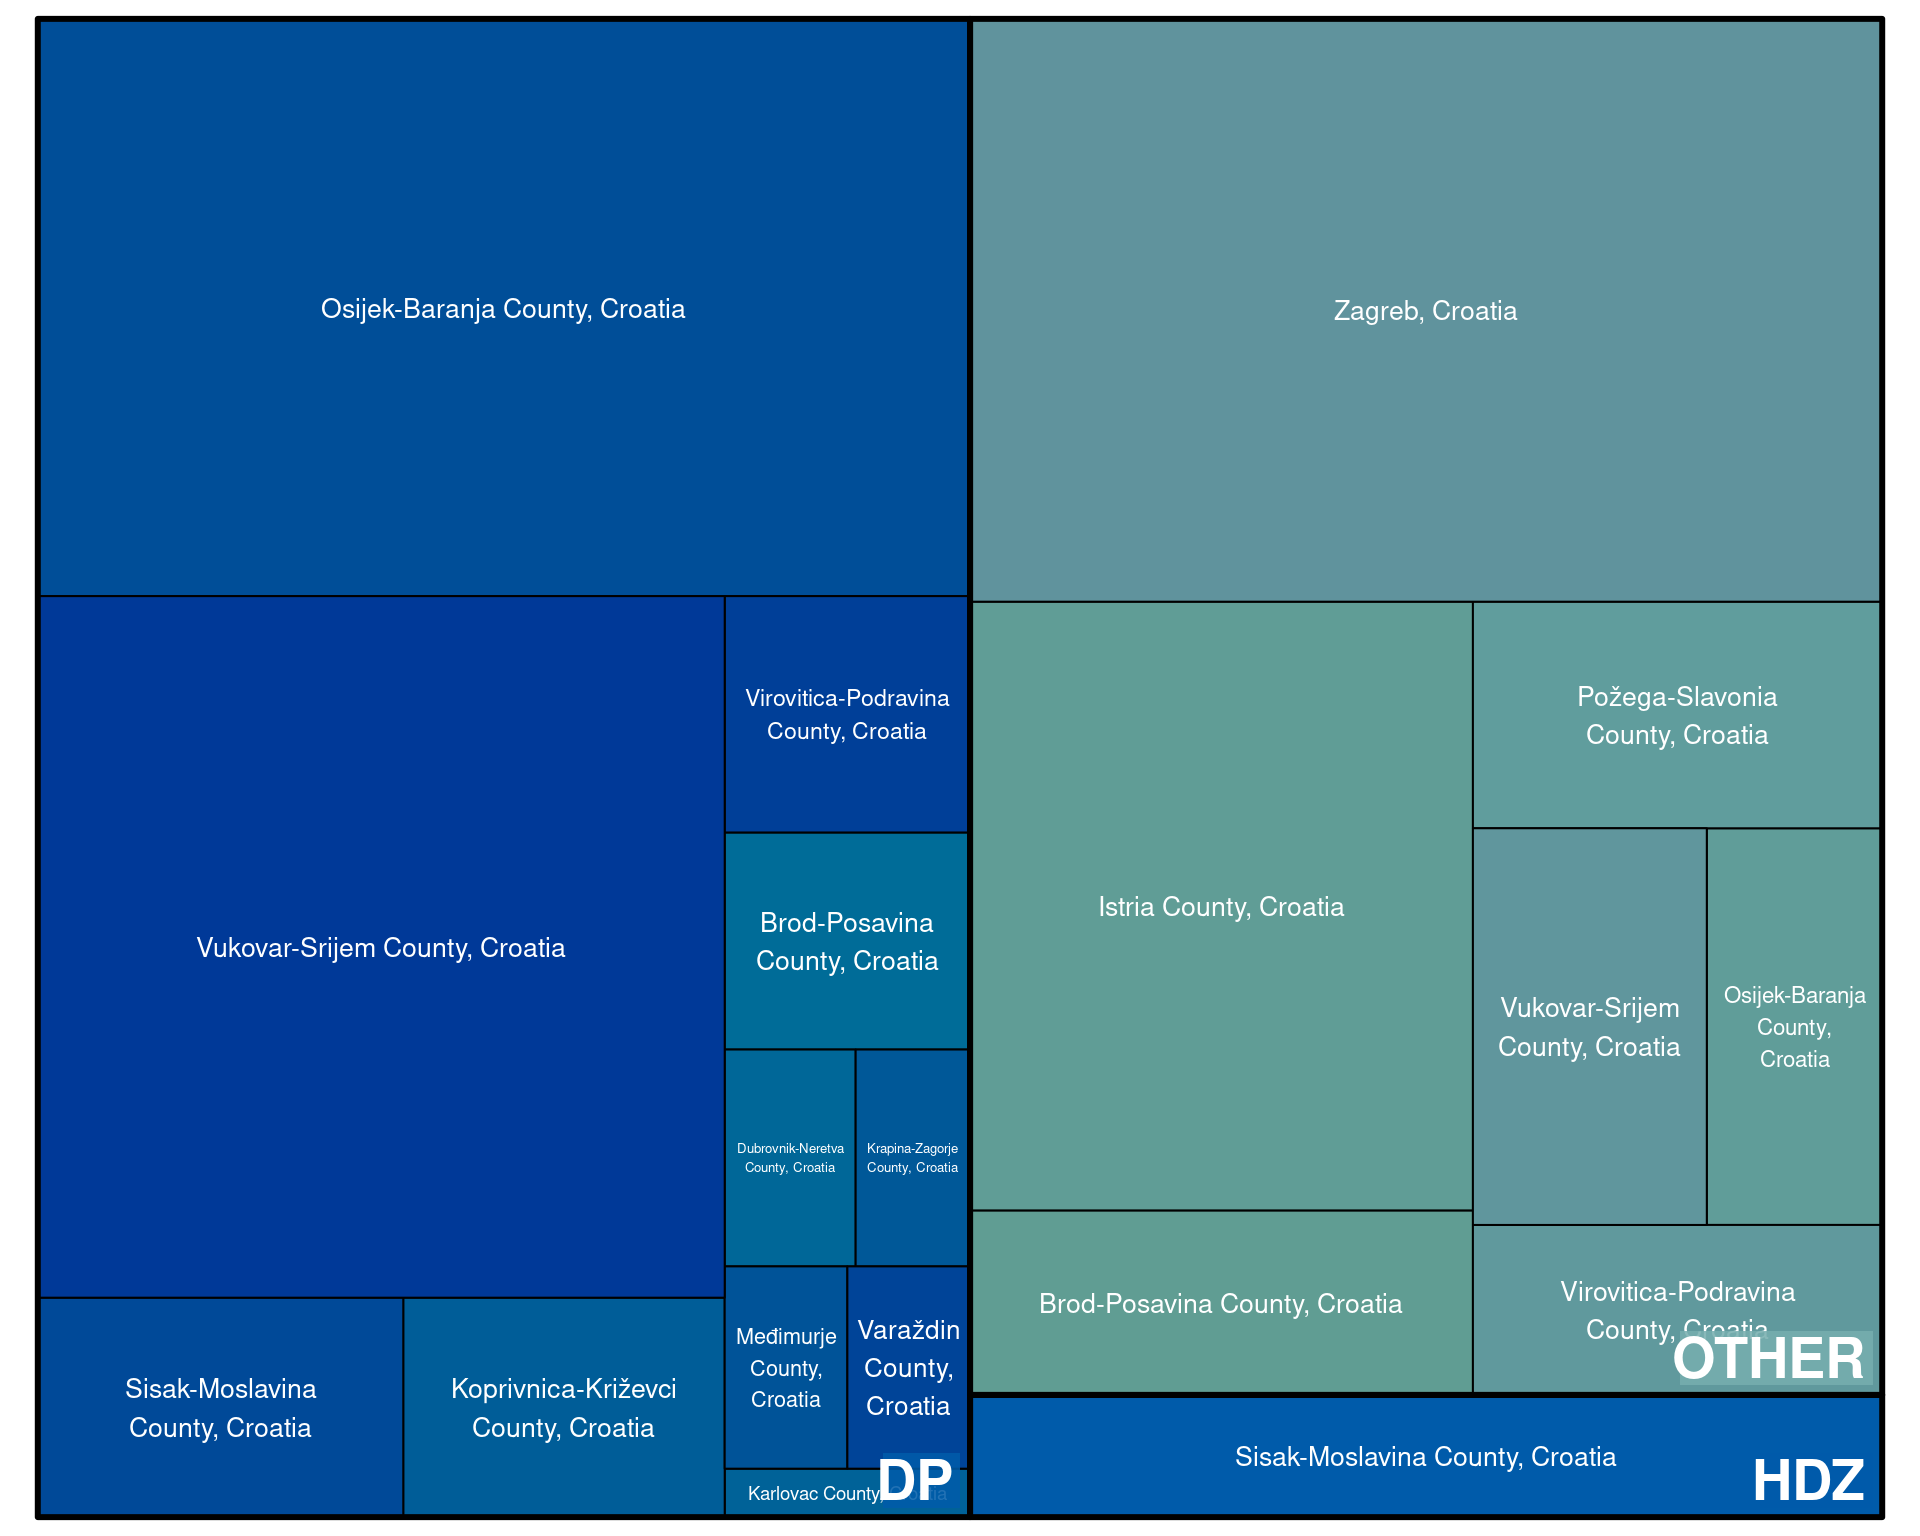 Osijek-Baranja County, Croatia
Vukovar-Srijem County, Croatia
Virovitica-Podravina
County, Croatia
Brod-Posavina
County, Croatia
Dubrovnik-Neretva
County, Croatia
Krapina-Zagorje
County, Croatia
Međimurje
County,
Croatia
Varaždin
County,
Croatia
Sisak-Moslavina
County, Croatia
Koprivnica-Križevci
County, Croatia
Karlovac County, Croatia
DP
Zagreb, Croatia
Istria County, Croatia
Požega-Slavonia
County, Croatia
Vukovar-Srijem
County, Croatia
Osijek-Baranja
County,
Croatia
Brod-Posavina County, Croatia
Virovitica-Podravina
County, Croatia
OTHER
Sisak-Moslavina County, Croatia
HDZ